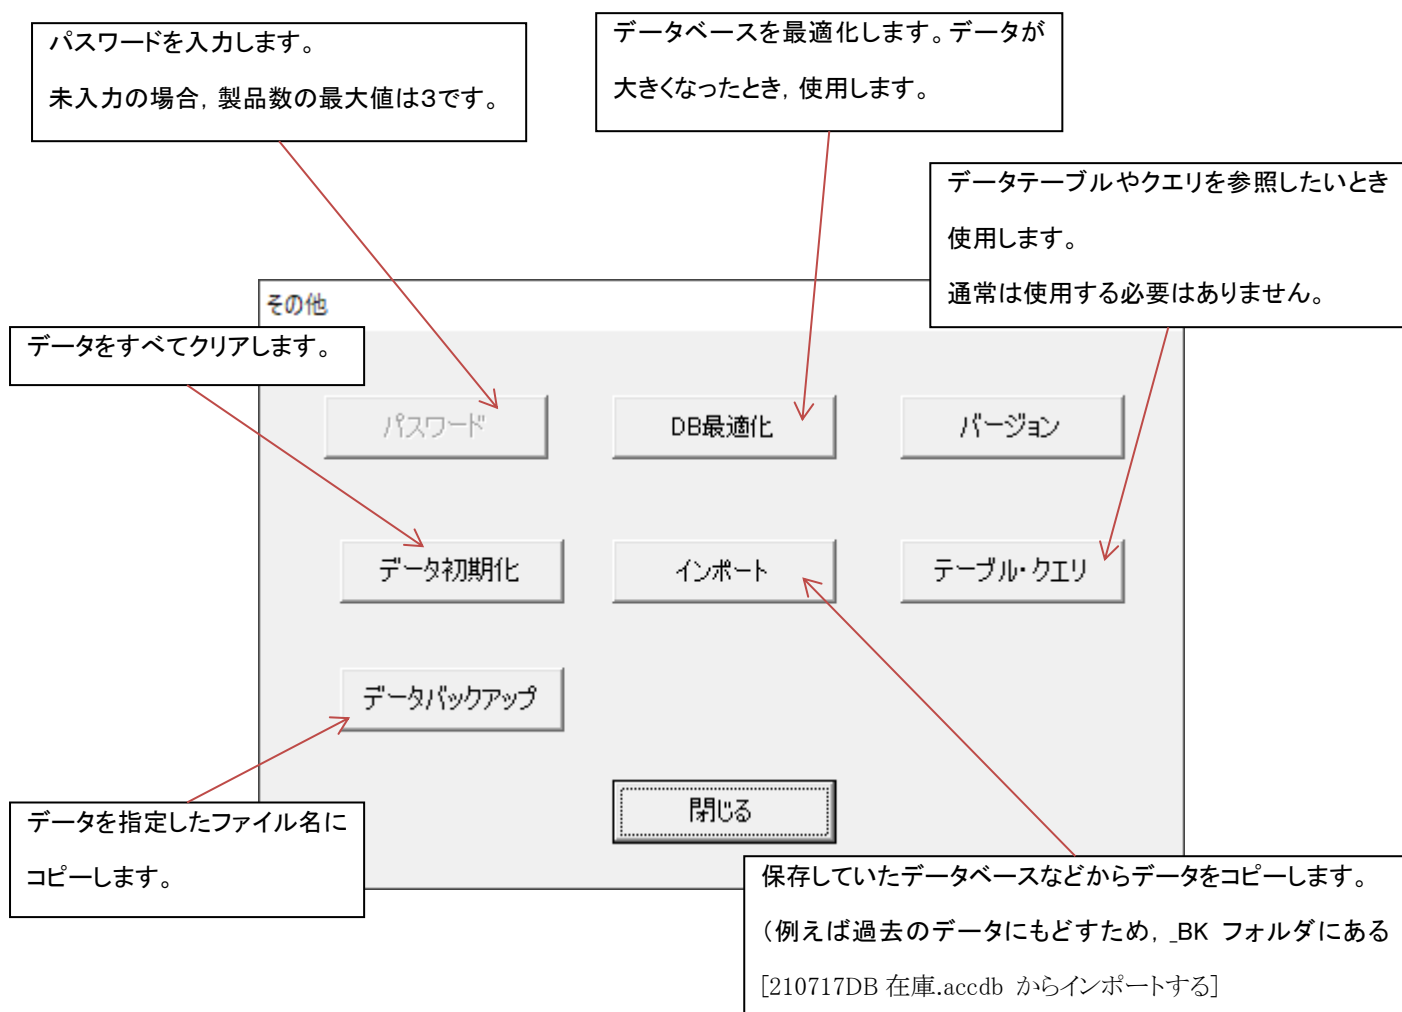 パスワードを入力します。
未入力の場合，製品数の最大値は３です。
データベースを最適化します。データが
大きくなったとき，使用します。
データテーブルやクエリを参照したいとき
使用します。
通常は使用する必要はありません。
その他
データをすべてクリアします。
パスワード
DB最適化
バージョン
データ初期化
インポート
テーブル・クエリ
データバックアップ
閉じる
データを指定したファイル名に
コピーします。
保存していたデータベースなどからデータをコピーします。
（例えば過去のデータにもどすため，_BK フォルダにある
[210717DB 在庫.accdb からインポートする]